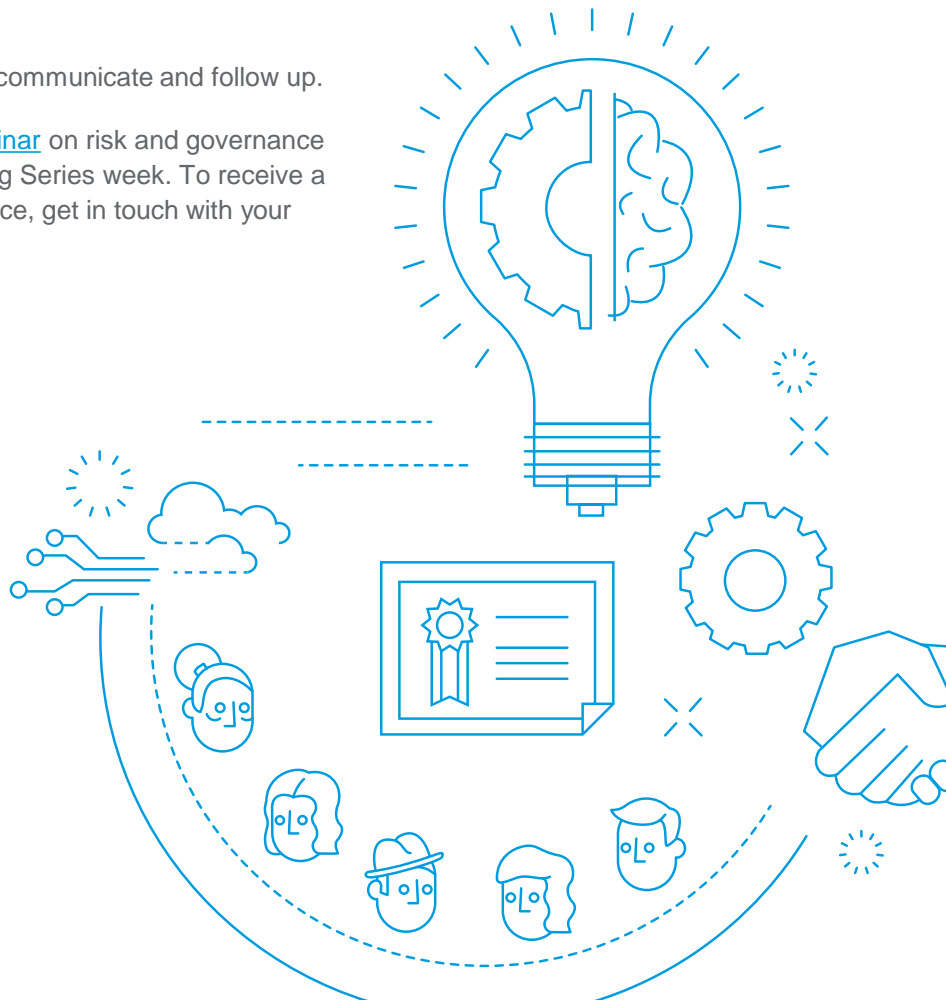 communicate and follow up.
inar on risk and governance
g Series week. To receive a
ce, get in touch with your